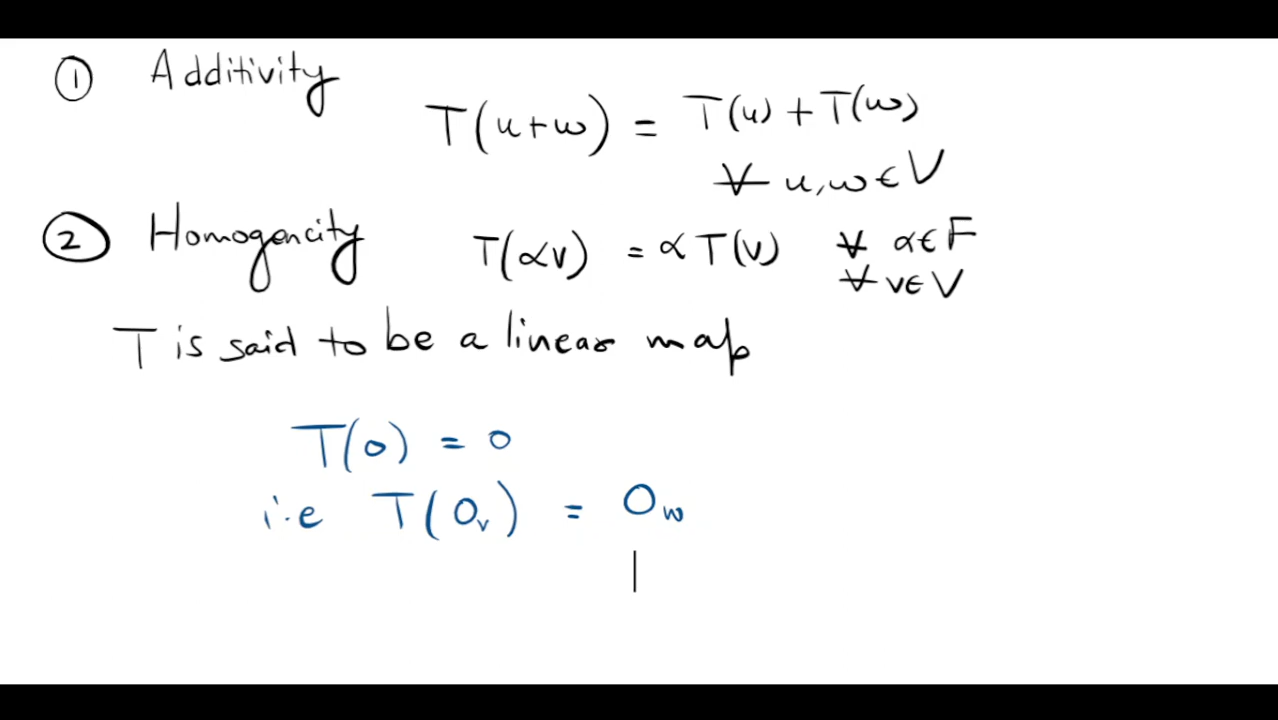 ① Additivity
T(u+w) = T(u) + T(w)
∀ u, w ∈ V
② Homogeneity T(αv) = α T(v) ∀ α ∈ F
∀ v ∈ V
T is said to be a linear map
T(0) = 0
i.e T(0ᵥ) = 0_w
|